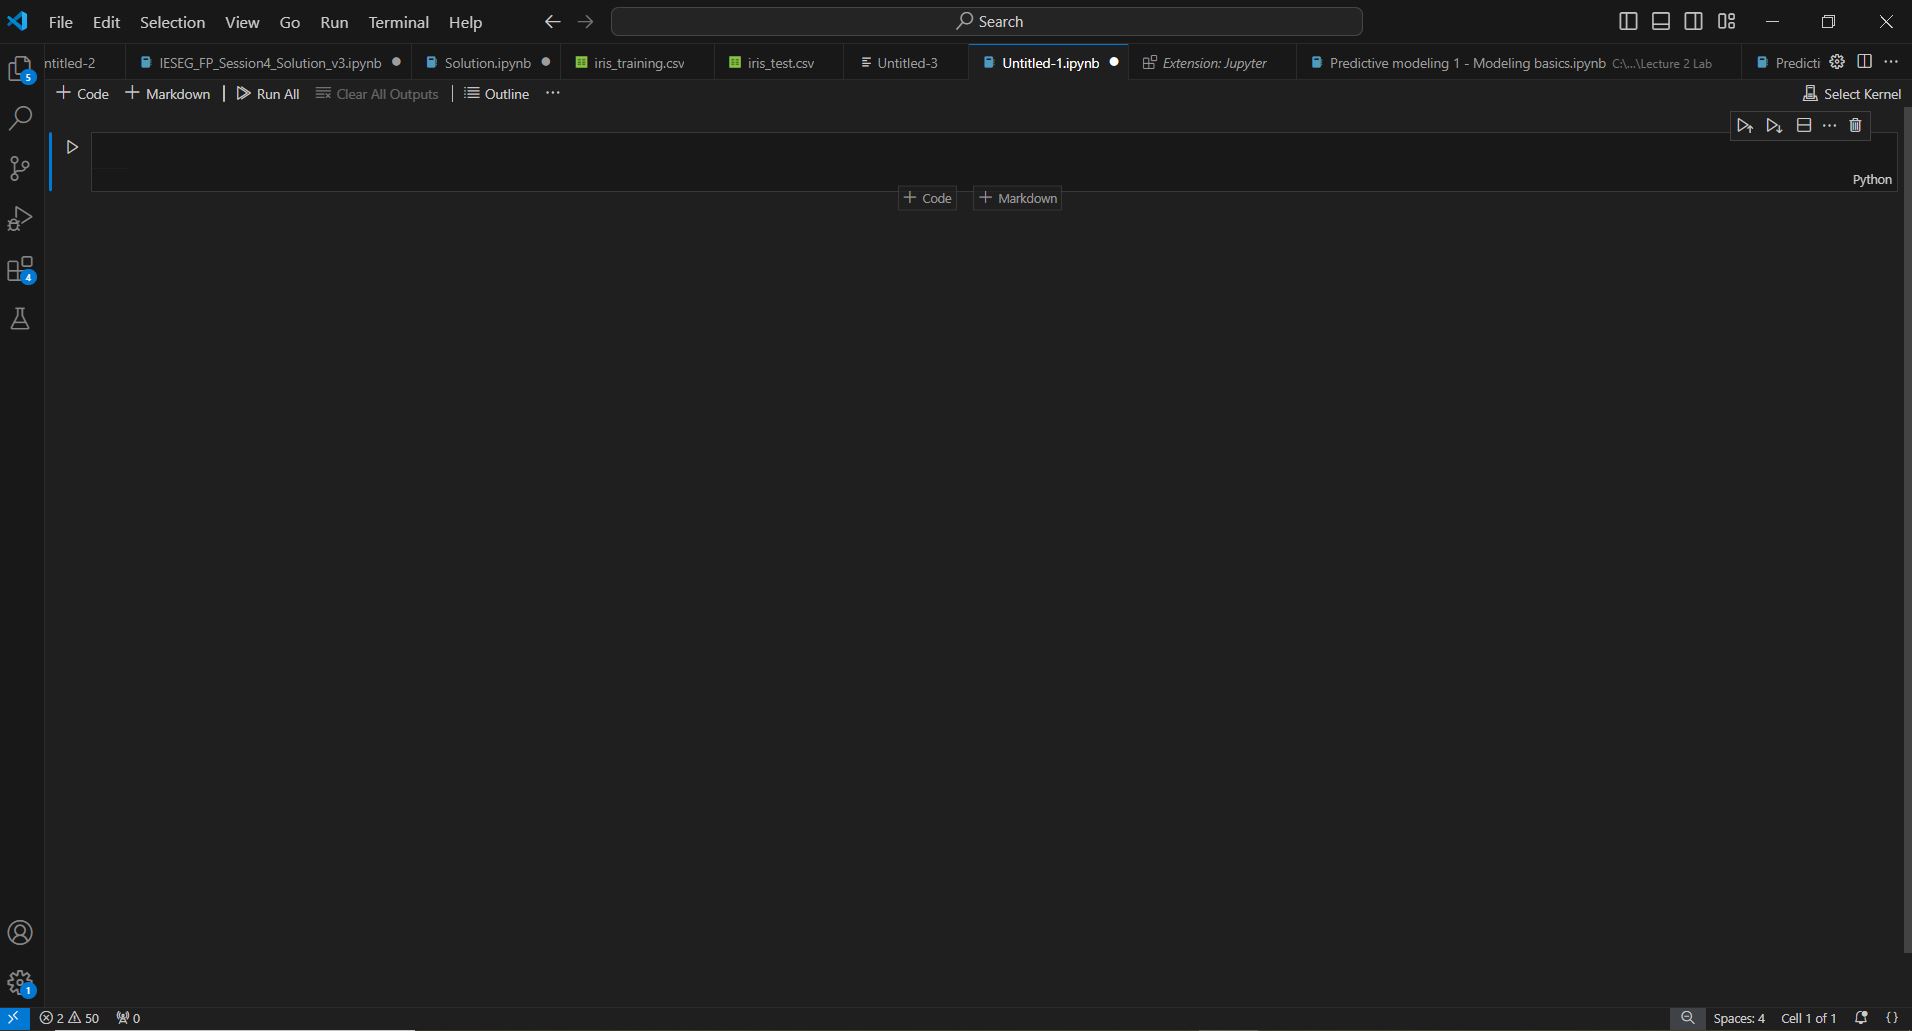 File Edit Selection View Go Run Terminal Help Search
ntitled-2 IESEG_FP_Session4_Solution_v3.ipynb Solution.ipynb iris_training.csv iris_test.csv Untitled-3 Untitled-1.ipynb Extension: Jupyter Predictive modeling 1 - Modeling basics.ipynb C:\...\Lecture 2 Lab Predicti
5
Code Markdown Run All Clear All Outputs Outline ... Select Kernel
Python
Code Markdown
4
1
2 50 0 Spaces: 4 Cell 1 of 1 {}